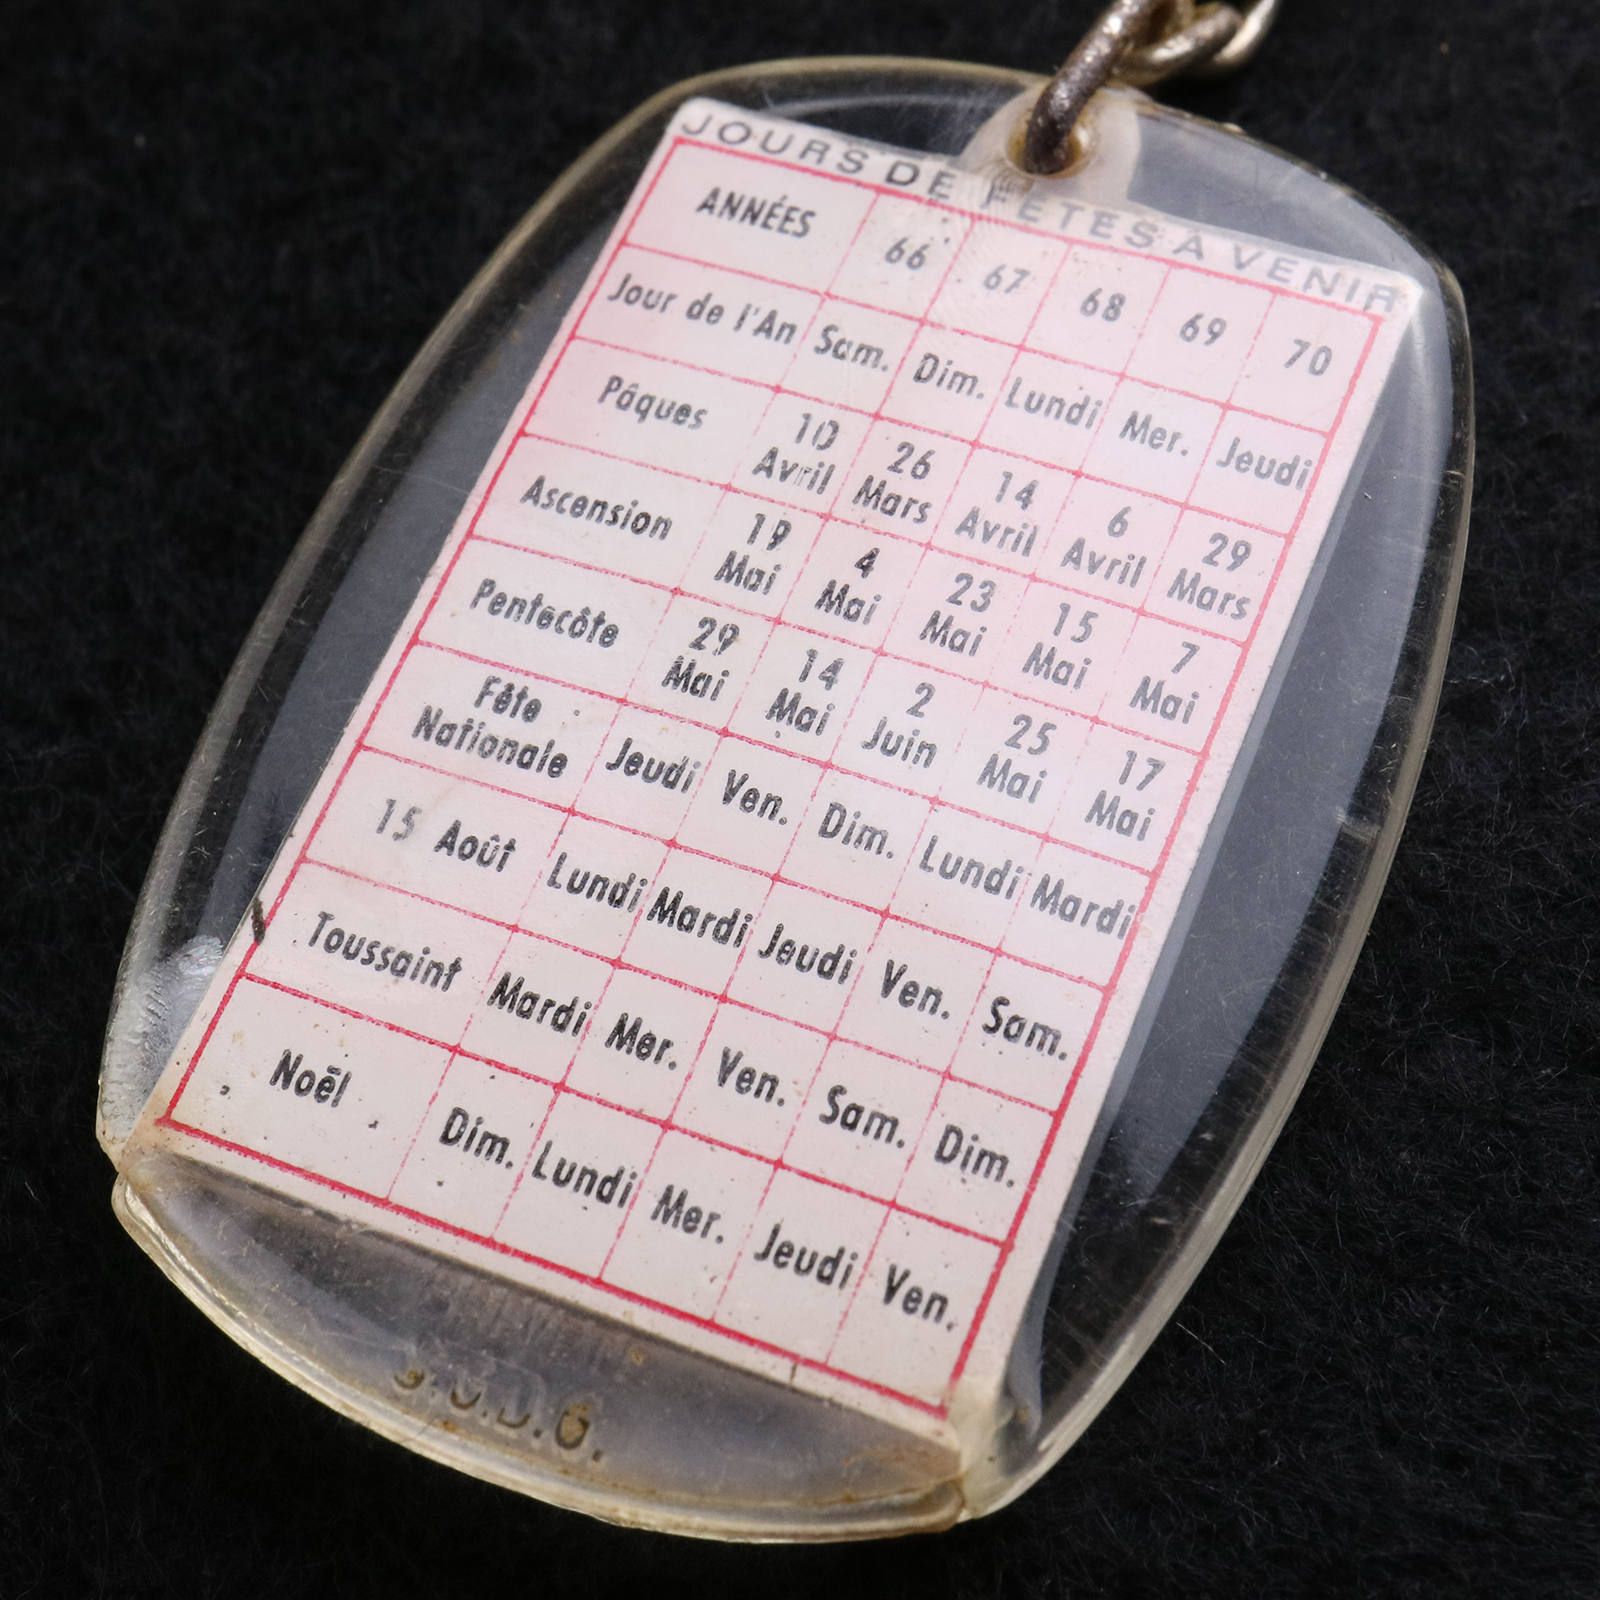 JOURS DE FETES A VENIR
ANNÉES 66 67 68 69 70
Jour de l'An Sam. Dim. Lundi Mer. Jeudi
Pâques 10 Avril 26 Mars 14 Avril 6 Avril 29 Mars
Ascension 19 Mai 4 Mai 23 Mai 15 Mai 7 Mai
Pentecôte 29 Mai 14 Mai 2 Juin 25 Mai 17 Mai
Fête Nationale Jeudi Ven. Dim. Lundi Mardi
15 Août Lundi Mardi Jeudi Ven. Sam.
Toussaint Mardi Mer. Ven. Sam. Dim.
Noël Dim. Lundi Mer. Jeudi Ven.